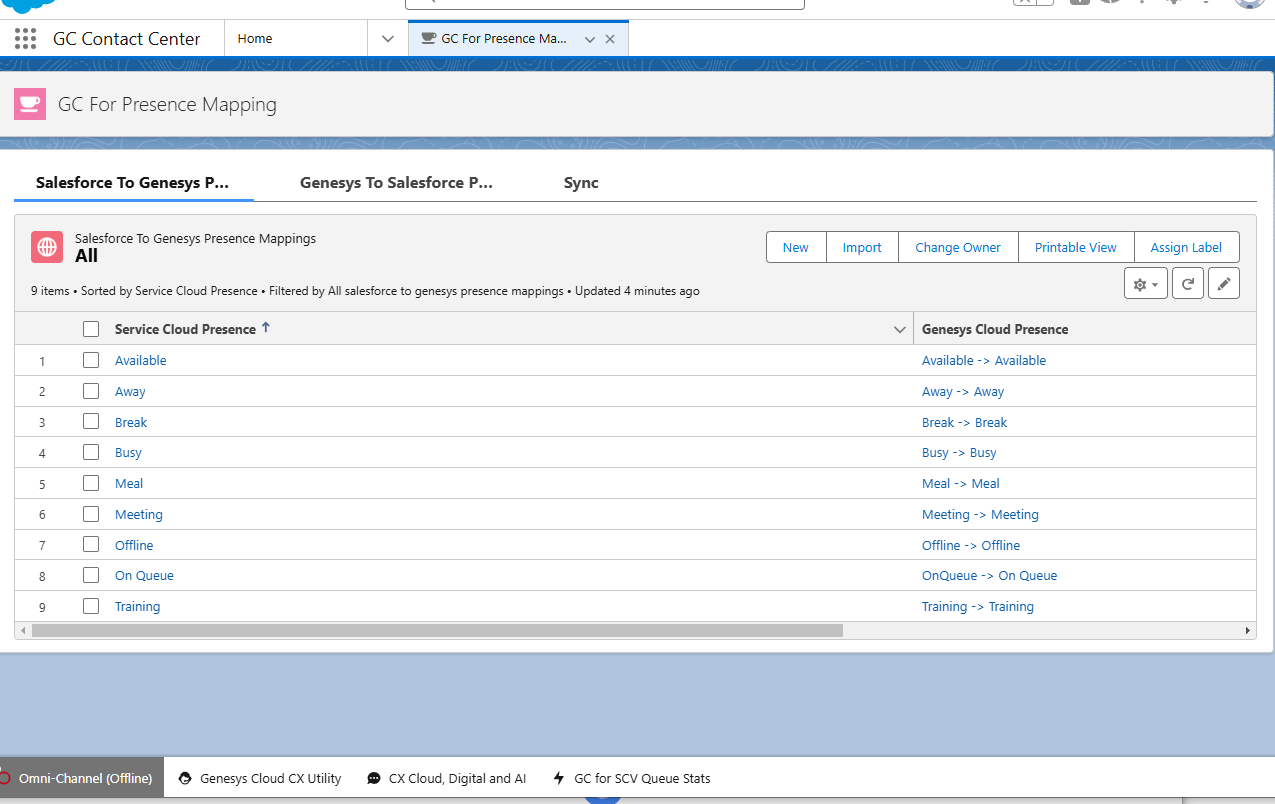 GC Contact Center
Home
GC For Presence Ma...
GC For Presence Mapping
Salesforce To Genesys P...
Genesys To Salesforce P...
Sync
Salesforce To Genesys Presence Mappings
All
New
Import
Change Owner
Printable View
Assign Label
9 items • Sorted by Service Cloud Presence • Filtered by All salesforce to genesys presence mappings • Updated 4 minutes ago
Service Cloud Presence ↑
Genesys Cloud Presence
1 Available Available -> Available
2 Away Away -> Away
3 Break Break -> Break
4 Busy Busy -> Busy
5 Meal Meal -> Meal
6 Meeting Meeting -> Meeting
7 Offline Offline -> Offline
8 On Queue OnQueue -> On Queue
9 Training Training -> Training
Omni-Channel (Offline)
Genesys Cloud CX Utility
CX Cloud, Digital and AI
GC for SCV Queue Stats